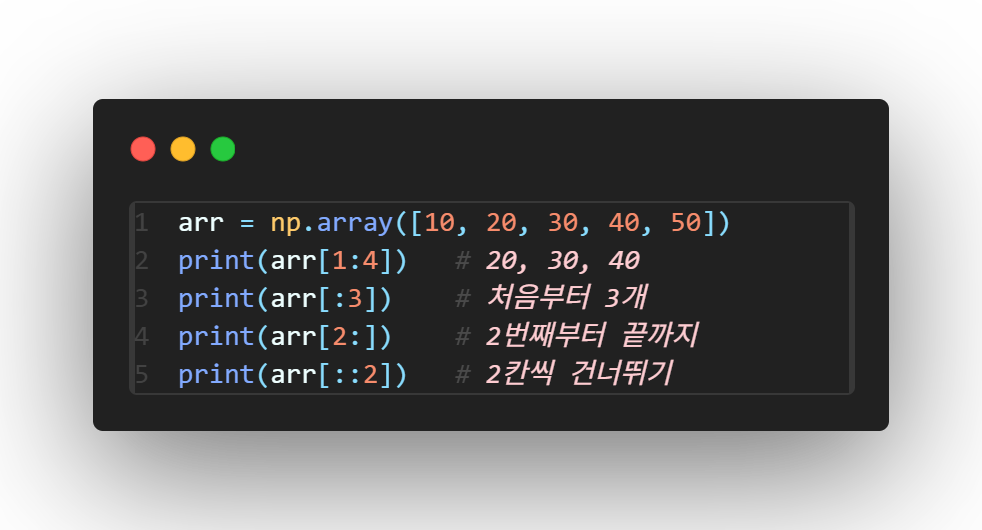 1 arr = np.array([10, 20, 30, 40, 50])
2 print(arr[1:4])   # 20, 30, 40
3 print(arr[:3])    # 처음부터 3개
4 print(arr[2:])    # 2번째부터 끝까지
5 print(arr[::2])   # 2칸씩 건너뛰기